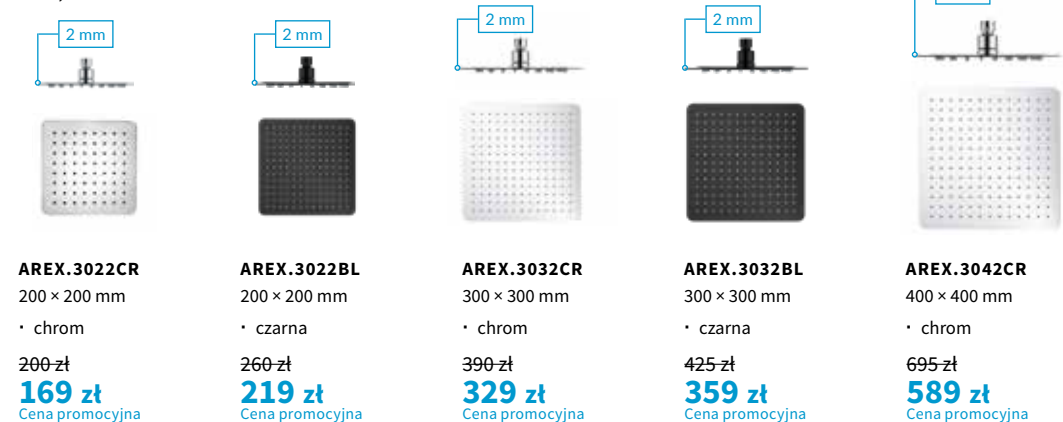 2 mm
2 mm
2 mm
2 mm
AREX.3022CR
200 × 200 mm
· chrom
200 zł
169 zł
Cena promocyjna
AREX.3022BL
200 × 200 mm
· czarna
260 zł
219 zł
Cena promocyjna
AREX.3032CR
300 × 300 mm
· chrom
390 zł
329 zł
Cena promocyjna
AREX.3032BL
300 × 300 mm
· czarna
425 zł
359 zł
Cena promocyjna
AREX.3042CR
400 × 400 mm
· chrom
695 zł
589 zł
Cena promocyjna